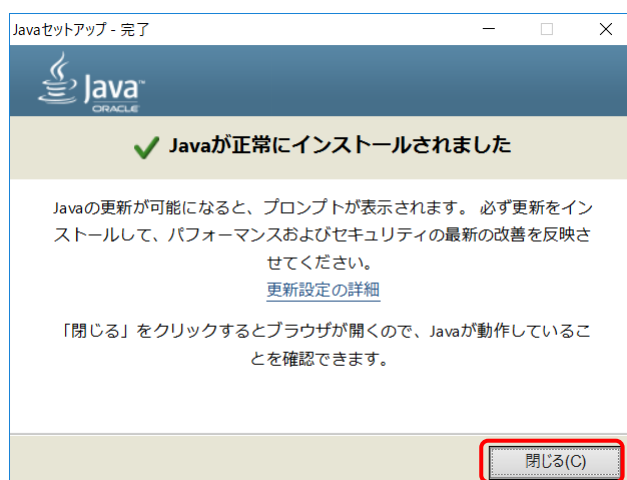 Javaセットアップ - 完了
Java™
ORACLE
Javaが正常にインストールされました
Javaの更新が可能になると、プロンプトが表示されます。 必ず更新をイン
ストールして、パフォーマンスおよびセキュリティの最新の改善を反映さ
せてください。
更新設定の詳細
「閉じる」をクリックするとブラウザが開くので、Javaが動作しているこ
とを確認できます。
閉じる(C)